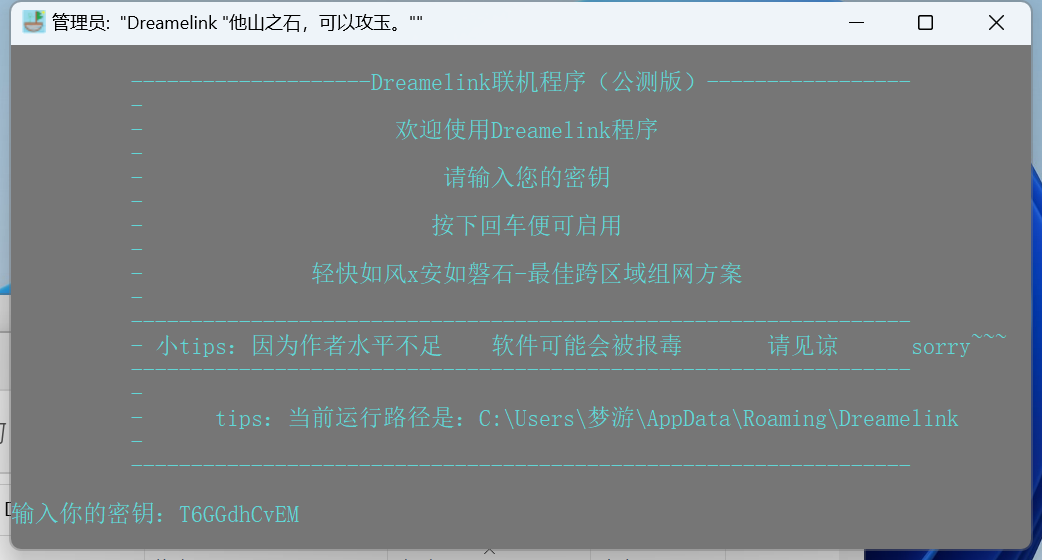 管理员: "Dreamelink "他山之石，可以攻玉。""
--------------------Dreamelink联机程序（公测版）-----------------
-
- 欢迎使用Dreamelink程序
-
- 请输入您的密钥
-
- 按下回车便可启用
-
- 轻快如风x安如磐石-最佳跨区域组网方案
-
-----------------------------------------------------------------
- 小tips: 因为作者水平不足 软件可能会被报毒 请见谅 sorry~~~
-----------------------------------------------------------------
-
- tips: 当前运行路径是: C:\Users\梦游\AppData\Roaming\Dreamelink
-
-----------------------------------------------------------------
输入你的密钥: T6GGdhCvEM